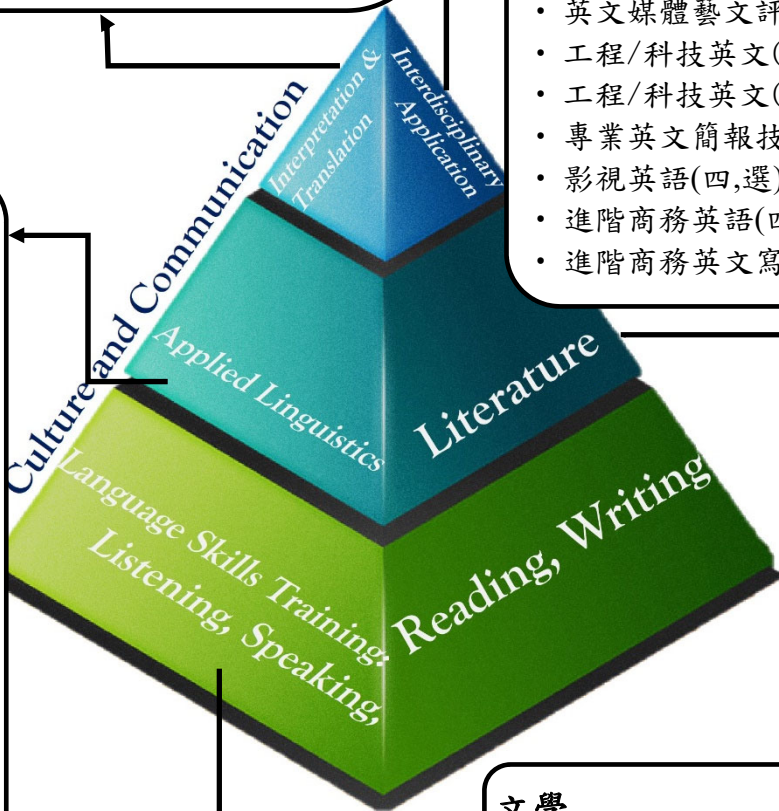 ・英文媒體藝文評
・工程/科技英文(
・工程/科技英文(
・專業英文簡報技
・影視英語(四,選)
・進階商務英語(四
・進階商務英文寫
Interpretation &
Translation
Interdisciplinary
Application
Culture and Communication
Applied Linguistics
Literature
Language Skills Training:
Listening, Speaking,
Reading, Writing
文學